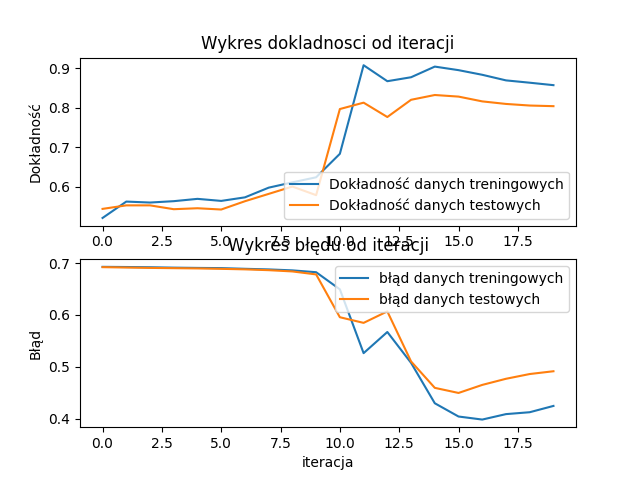 Wykres dokladnosci od iteracji
Dokładność
0.9
0.8
0.7
0.6
Dokładność danych treningowych
Dokładność danych testowych
0.0 2.5 5.0 7.5 10.0 12.5 15.0 17.5
Wykres błędu od iteracji
Błąd
0.7
0.6
0.5
0.4
błąd danych treningowych
błąd danych testowych
0.0 2.5 5.0 7.5 10.0 12.5 15.0 17.5
iteracja